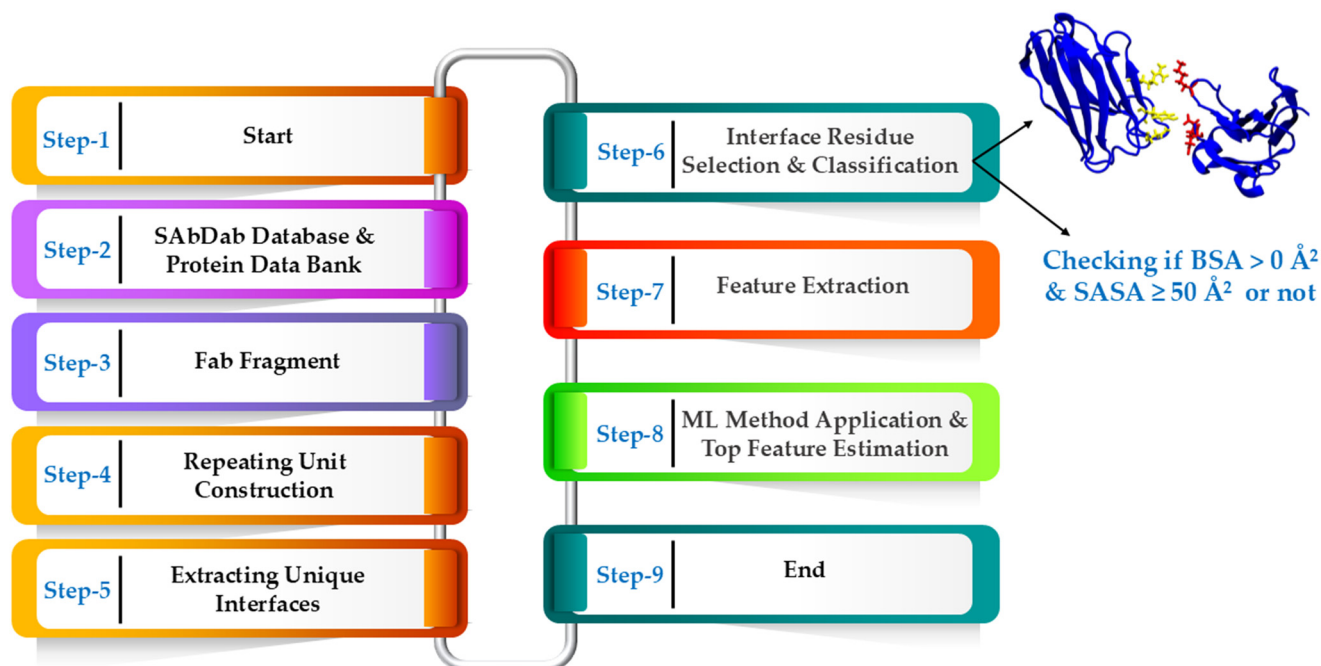 Step-1
Start
Step-2
SAbDab Database &
Protein Data Bank
Step-3
Fab Fragment
Step-4
Repeating Unit
Construction
Step-5
Extracting Unique
Interfaces
Step-6
Interface Residue
Selection & Classification
Checking if BSA > 0 Å²
& SASA ≥ 50 Å² or not
Step-7
Feature Extraction
Step-8
ML Method Application &
Top Feature Estimation
Step-9
End